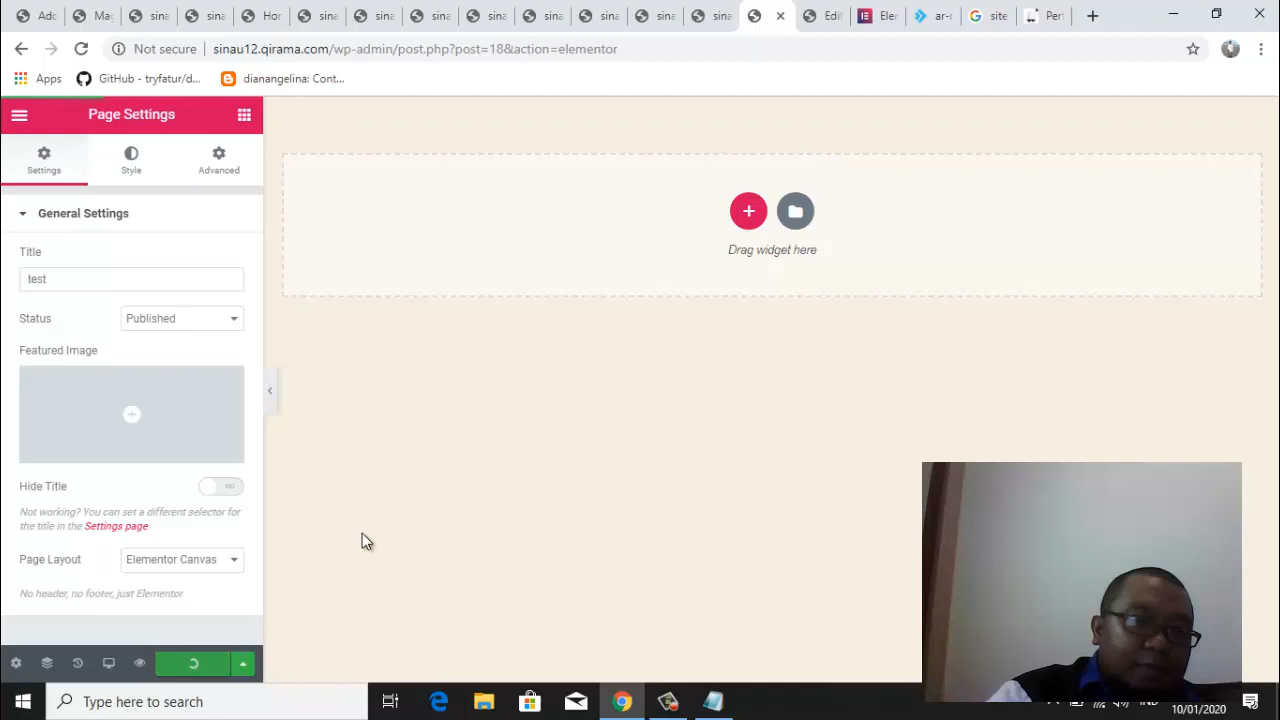 Ado
Ma
sina
sina
Hor
sina
sina
sina
sina
sina
sina
sina
sina
Edi
Ele
ar-
site
Per
Not secure
sinau12.qirama.com/wp-admin/post.php?post=18&action=elementor
Apps
GitHub - tryfatur/d...
dianangelina: Cont...
Page Settings
Settings
Style
Advanced
General Settings
Title
test
Status
Published
Featured Image
Hide Title
NO
Not working? You can set a different selector for
the title in the Settings page.
Page Layout
Elementor Canvas
No header, no footer, just Elementor
Drag widget here
Type here to search
10/01/2020